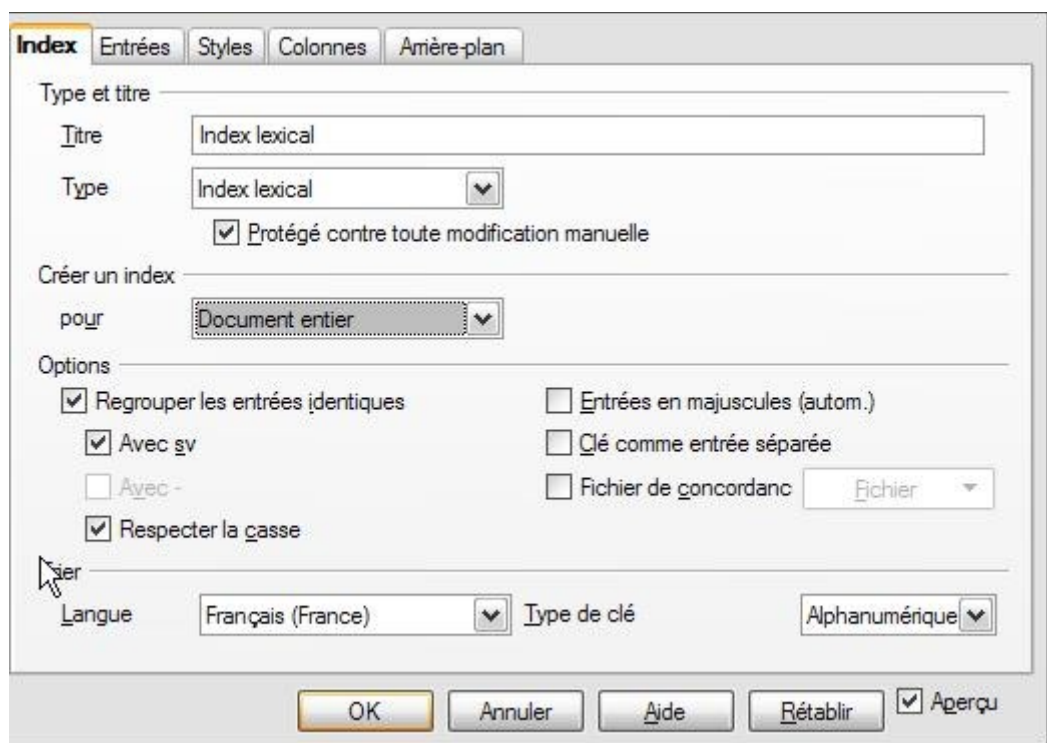 Index Entrées Styles Colonnes Arrière-plan
Type et titre
Titre Index lexical
Type Index lexical
Protégé contre toute modification manuelle
Créer un index
pour Document entier
Options
Regrouper les entrées identiques Entrées en majuscules (autom.)
Avec sv Clé comme entrée séparée
Avec - Fichier de concordanc Fichier
Respecter la casse
Trier
Langue Français (France) Type de clé Alphanumérique
OK Annuler Aide Rétablir Aperçu